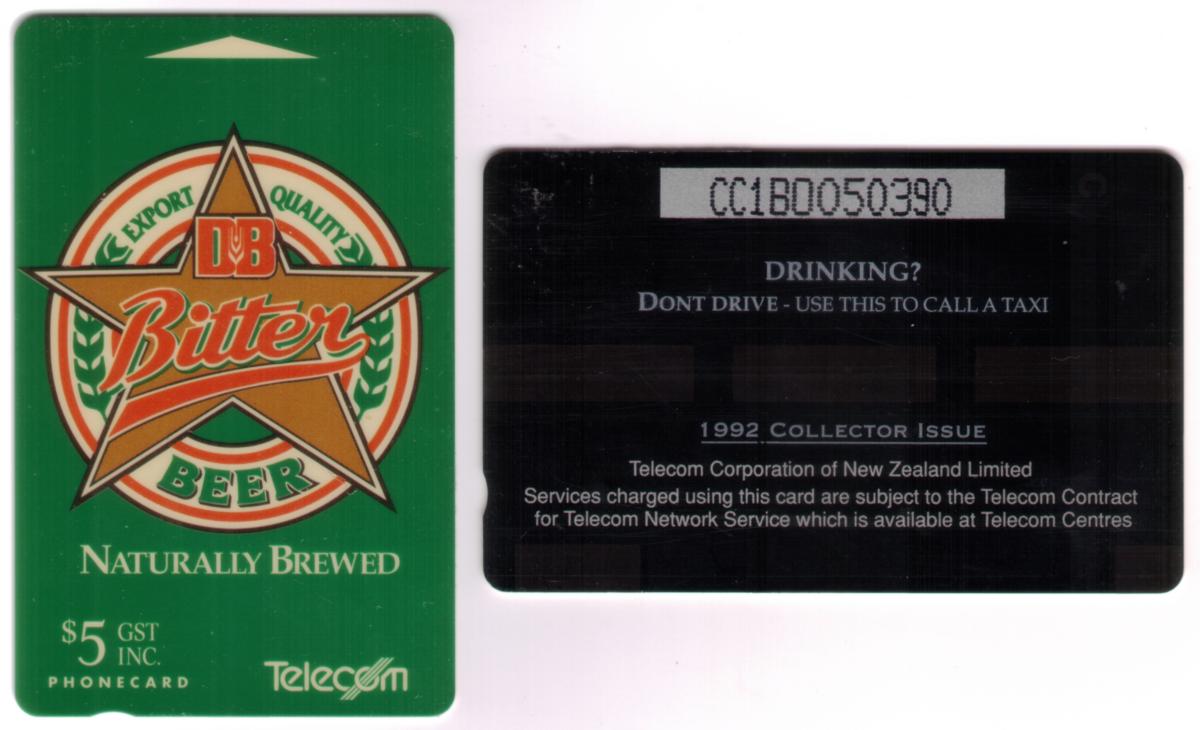 EXPORT QUALITY
DB
Bitter
BEER
NATURALLY BREWED
$5 GST INC.
PHONECARD
Telecom
CC1BD050390
DRINKING?
DONT DRIVE - USE THIS TO CALL A TAXI
1992 COLLECTOR ISSUE
Telecom Corporation of New Zealand Limited
Services charged using this card are subject to the Telecom Contract
for Telecom Network Service which is available at Telecom Centres